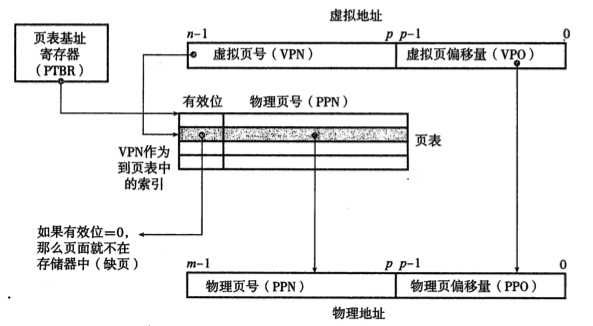 虚拟地址
n-1
p p-1
0
页表基址
寄存器
(PTBR)
虚拟页号(VPN)
虚拟页偏移量(VPO)
有效位
物理页号(PPN)
页表
VPN作为
到页表中
的索引
如果有效位=0,
那么页面就不在
存储器中(缺页)
m-1
p p-1
0
物理页号(PPN)
物理页偏移量(PPO)
物理地址